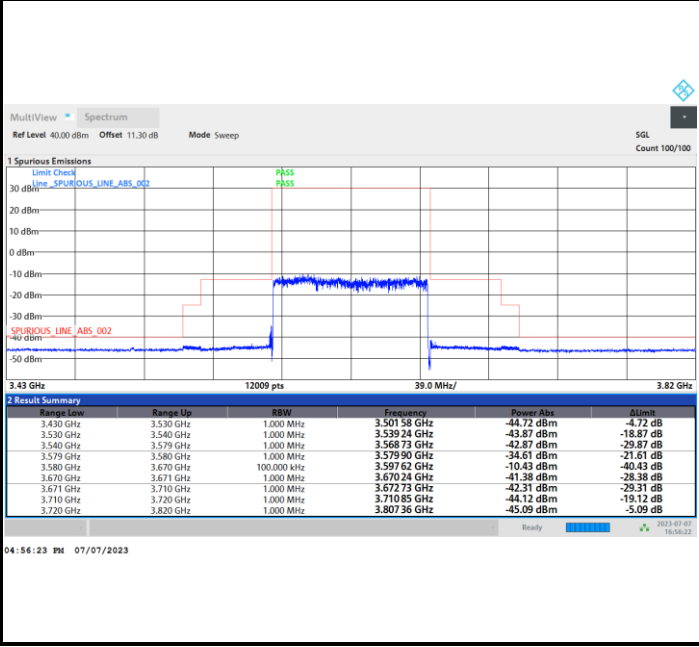 MultiView Spectrum
Ref Level 40.00 dBm Offset 11.30 dB Mode Sweep SGL
Count 100/100
1 Spurious Emissions
Limit Check PASS
Line _SPURIOUS_LINE_ABS_002 PASS
30 dBm
20 dBm
10 dBm
0 dBm
-10 dBm
-20 dBm
-30 dBm
_SPURIOUS_LINE_ABS_002
-40 dBm
-50 dBm
3.43 GHz 12009 pts 39.0 MHz/ 3.82 GHz
2 Result Summary
Range Low Range Up RBW Frequency Power Abs ΔLimit
3.430 GHz 3.530 GHz 1.000 MHz 3.501 58 GHz -44.72 dBm -4.72 dB
3.530 GHz 3.540 GHz 1.000 MHz 3.539 24 GHz -43.87 dBm -18.87 dB
3.540 GHz 3.579 GHz 1.000 MHz 3.568 73 GHz -42.87 dBm -29.87 dB
3.579 GHz 3.580 GHz 1.000 MHz 3.579 90 GHz -34.61 dBm -21.61 dB
3.580 GHz 3.670 GHz 100.000 kHz 3.597 62 GHz -10.43 dBm -40.43 dB
3.670 GHz 3.671 GHz 1.000 MHz 3.670 24 GHz -41.38 dBm -28.38 dB
3.671 GHz 3.710 GHz 1.000 MHz 3.672 73 GHz -42.31 dBm -29.31 dB
3.710 GHz 3.720 GHz 1.000 MHz 3.710 85 GHz -44.12 dBm -19.12 dB
3.720 GHz 3.820 GHz 1.000 MHz 3.807 36 GHz -45.09 dBm -5.09 dB
Ready 2023-07-07
16:56:22
04:56:23 PM 07/07/2023